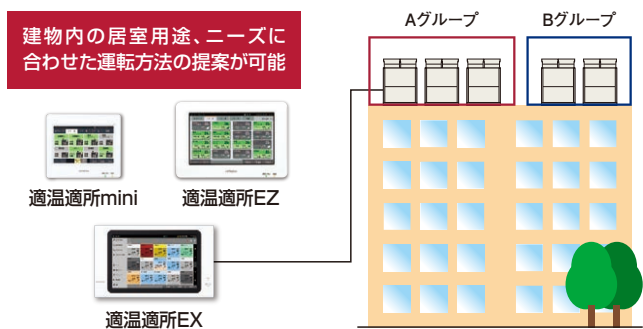 建物内の居室用途、ニーズに
合わせた運転方法の提案が可能
Aグループ
Bグループ
適温適所mini
適温適所EZ
適温適所EX